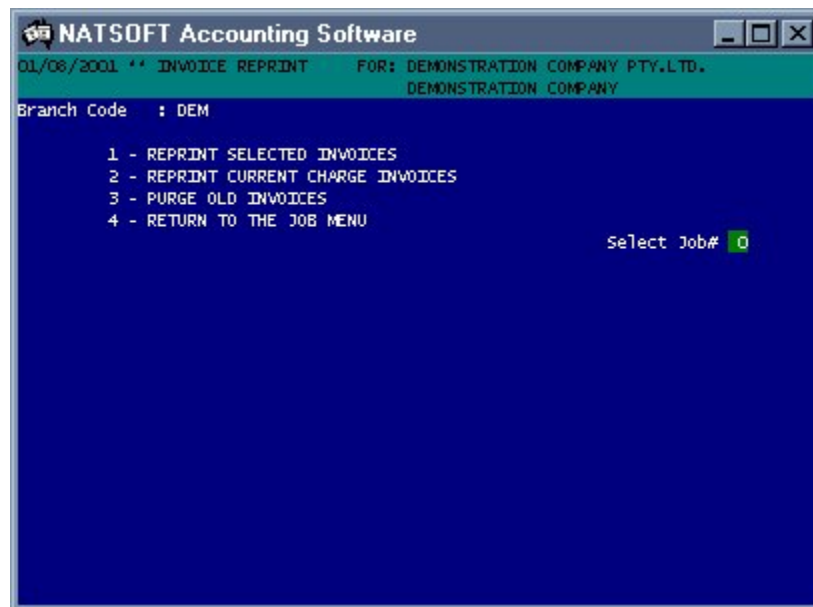 NATSOFT Accounting Software
01/08/2001 '' INVOICE REPRINT FOR: DEMONSTRATION COMPANY PTY.LTD.
DEMONSTRATION COMPANY
Branch Code : DEM
1 - REPRINT SELECTED INVOICES
2 - REPRINT CURRENT CHARGE INVOICES
3 - PURGE OLD INVOICES
4 - RETURN TO THE JOB MENU
Select Job# 0